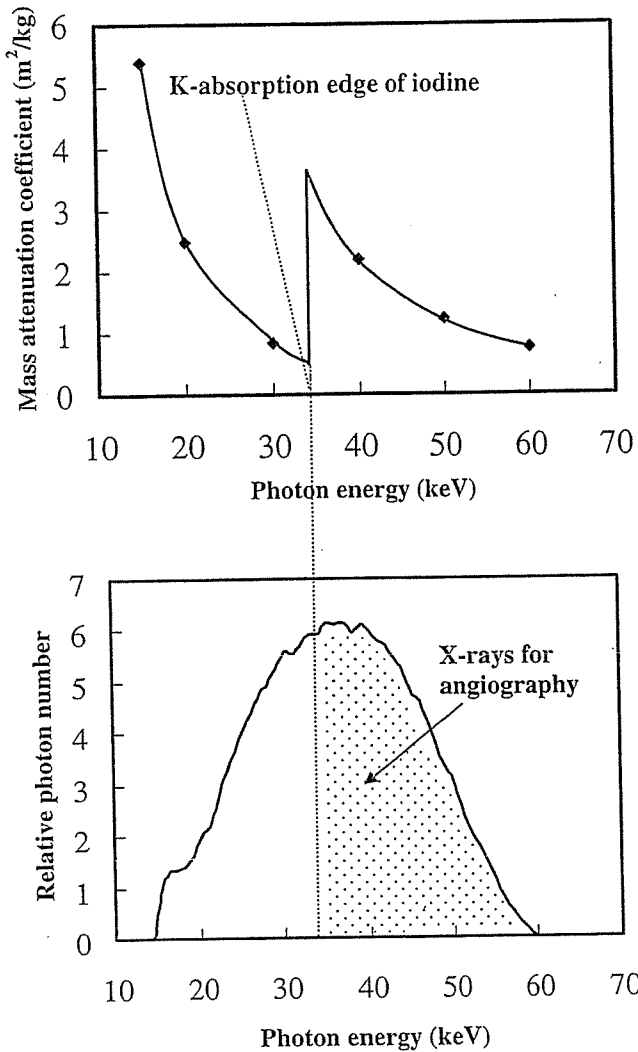 Mass attenuation coefficient (m²/kg)
6
5
4
3
2
1
0
K-absorption edge of iodine
10 20 30 40 50 60 70
Photon energy (keV)
Relative photon number
7
6
5
4
3
2
1
0
X-rays for
angiography
10 20 30 40 50 60 70
Photon energy (keV)